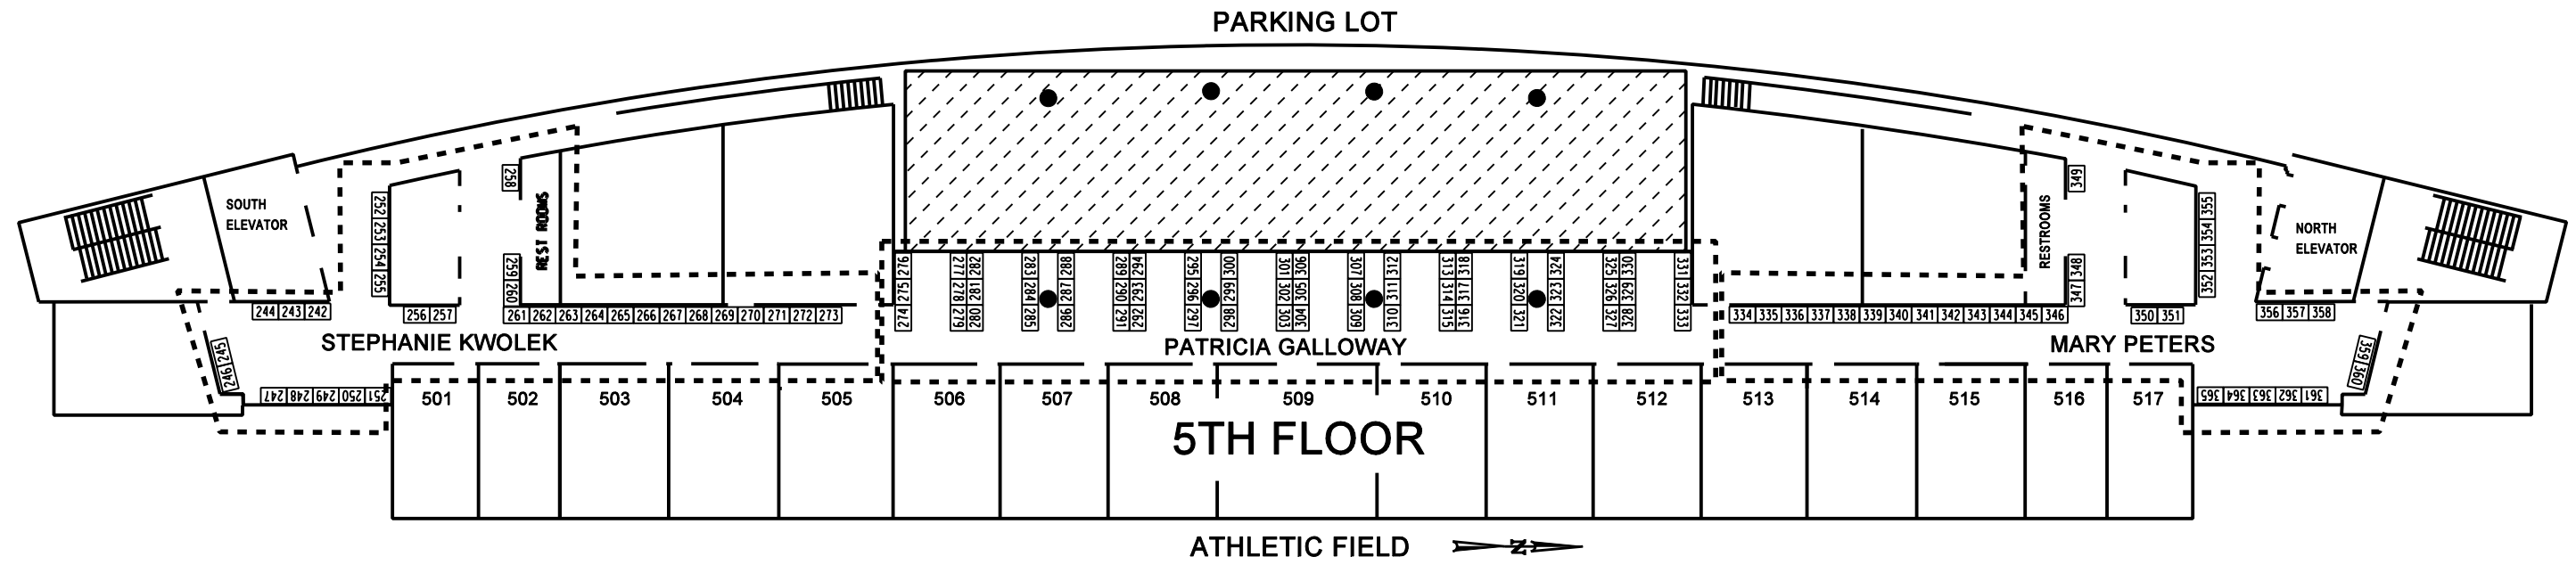 PARKING LOT
SOUTH
ELEVATOR
252 253 254 255
258
REST ROOMS
259 260
349
RESTROOMS
347 348
352 353 354 355
NORTH
ELEVATOR
244 243 242
256 257
261 262 263 264 265 266 267 268 269 270 271 272 273
274 275 276
277 278 279
280 281 282
283 284 285
286 287 288
289 290 291
292 293 294
295 296 297
298 299 300
301 302 303
304 305 306
307 308 309
310 311 312
313 314 315
316 317 318
319 320 321
322 323 324
325 326 327
328 329 330
331 332 333
334 335 336 337 338 339 340 341 342 343 344 345 346
350 351
356 357 358
STEPHANIE KWOLEK
PATRICIA GALLOWAY
MARY PETERS
246 245
247 248 249 250 251
359 360
365 364 363 362 361
501 502 503 504 505 506 507 508 509 510 511 512 513 514 515 516 517
5TH FLOOR
ATHLETIC FIELD
N